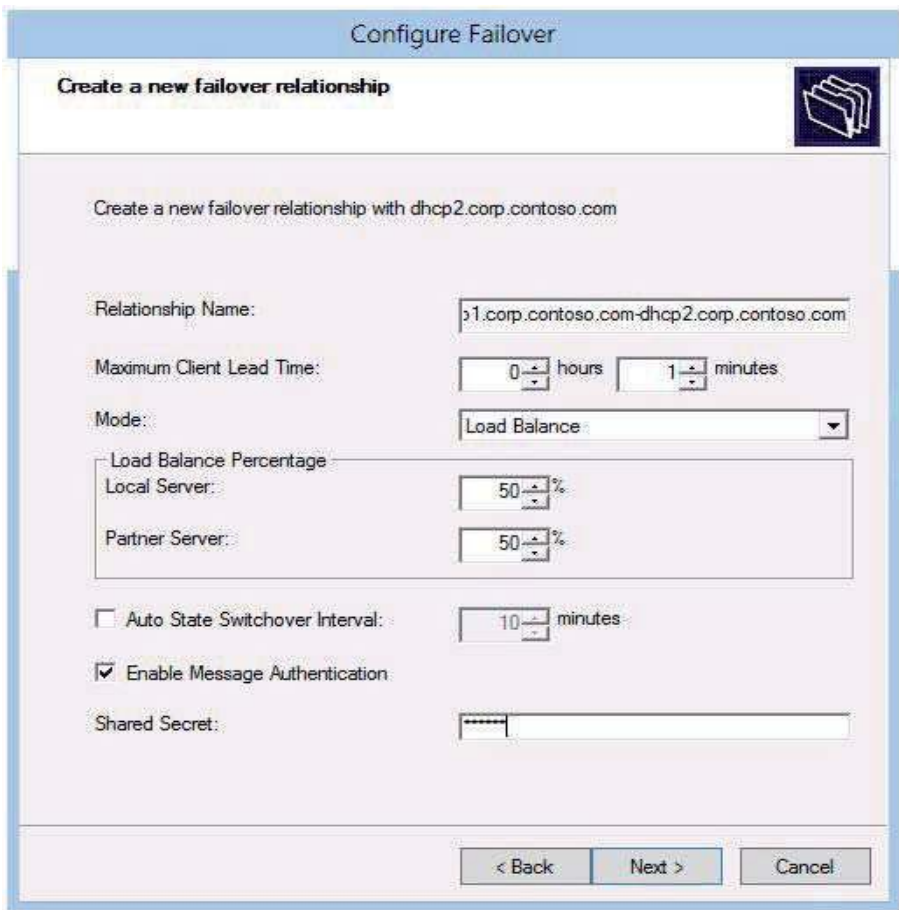 Configure Failover
Create a new failover relationship
Create a new failover relationship with dhcp2.corp.contoso.com
Relationship Name: ɔ1.corp.contoso.com-dhcp2.corp.contoso.com
Maximum Client Lead Time: 0 hours 1 minutes
Mode: Load Balance
Load Balance Percentage
Local Server: 50 %
Partner Server: 50 %
Auto State Switchover Interval: 10 minutes
Enable Message Authentication
Shared Secret: ******
< Back Next > Cancel